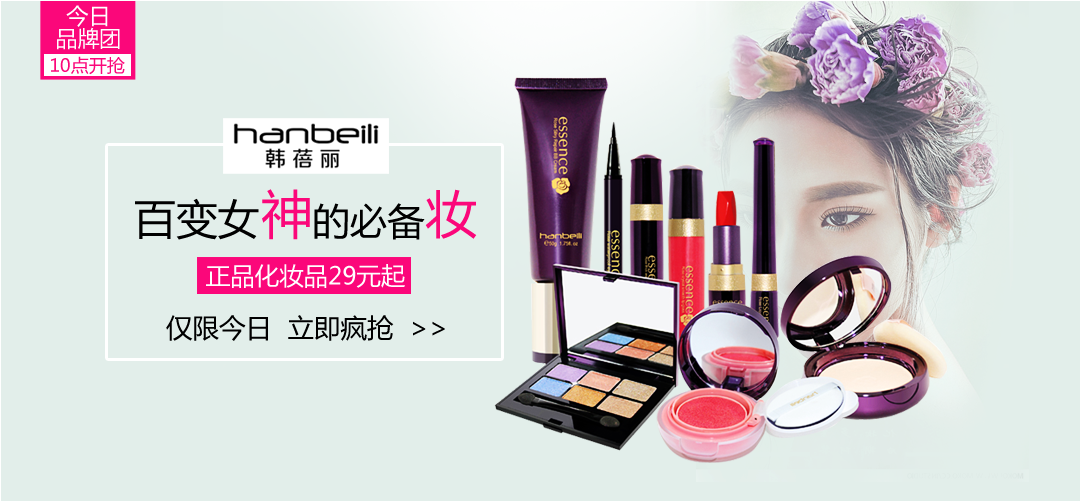 今日
品牌团
10点开抢
hanbeili
韩蓓丽
百变女神的必备妆
正品化妆品29元起
仅限今日 立即疯抢 >>
essence
hanbeili
essence
essence
essence